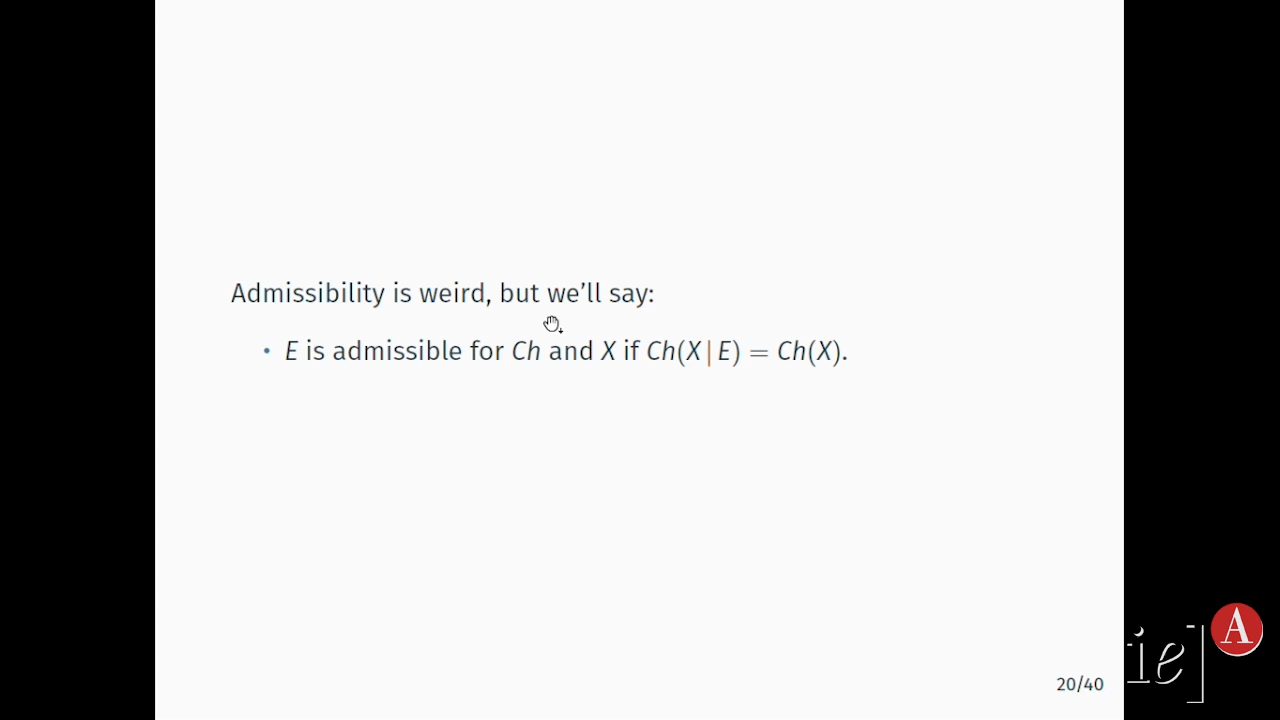 Admissibility is weird, but we'll say:
• E is admissible for Ch and X if Ch(X | E) = Ch(X).
20/40
ie]
A